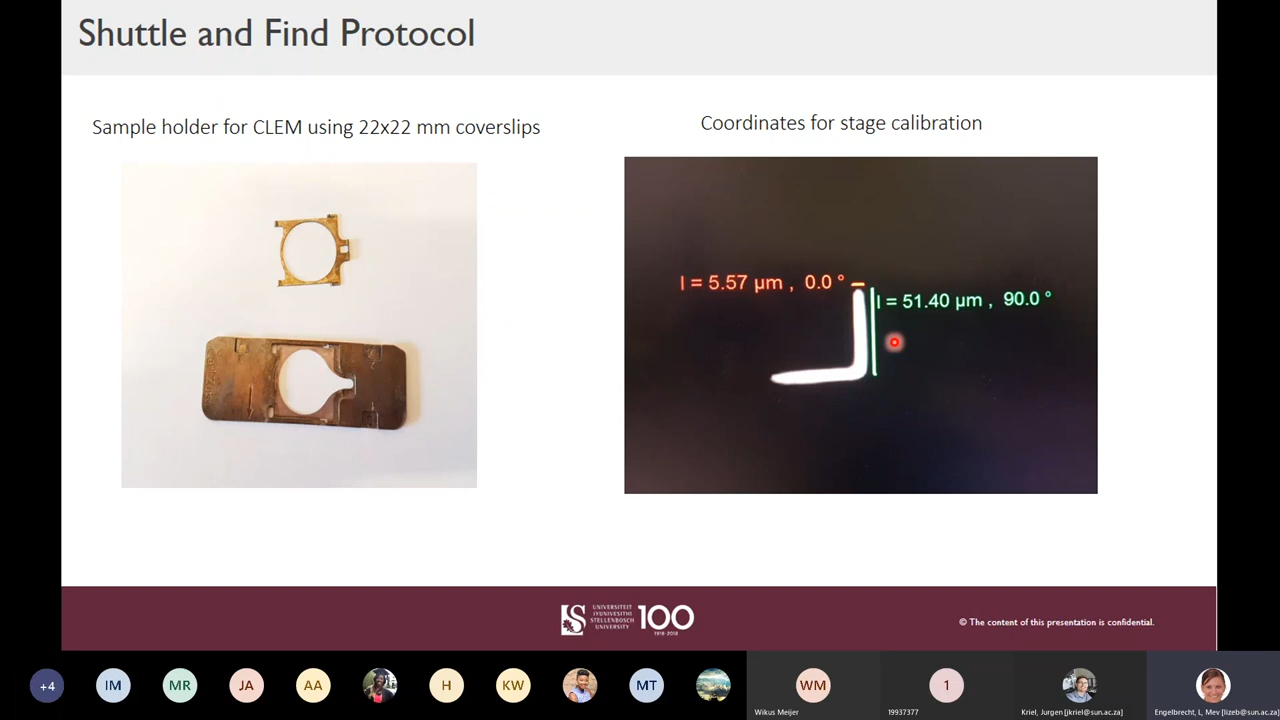 Shuttle and Find Protocol
Sample holder for CLEM using 22x22 mm coverslips
Coordinates for stage calibration
l = 5.57 µm , 0.0 °
l = 51.40 µm , 90.0 °
UNIVERSITEIT
IYUNIVESITHI
STELLENBOSCH
UNIVERSITY
100
1918-2018
© The content of this presentation is confidential.
+4
IM
MR
JA
AA
H
KW
MT
WM
1
Wikus Meijer
19937377
Kriel, Jurgen [jkriel@sun.ac.za]
Engelbrecht, L, Mev [lizeb@sun.ac.za]